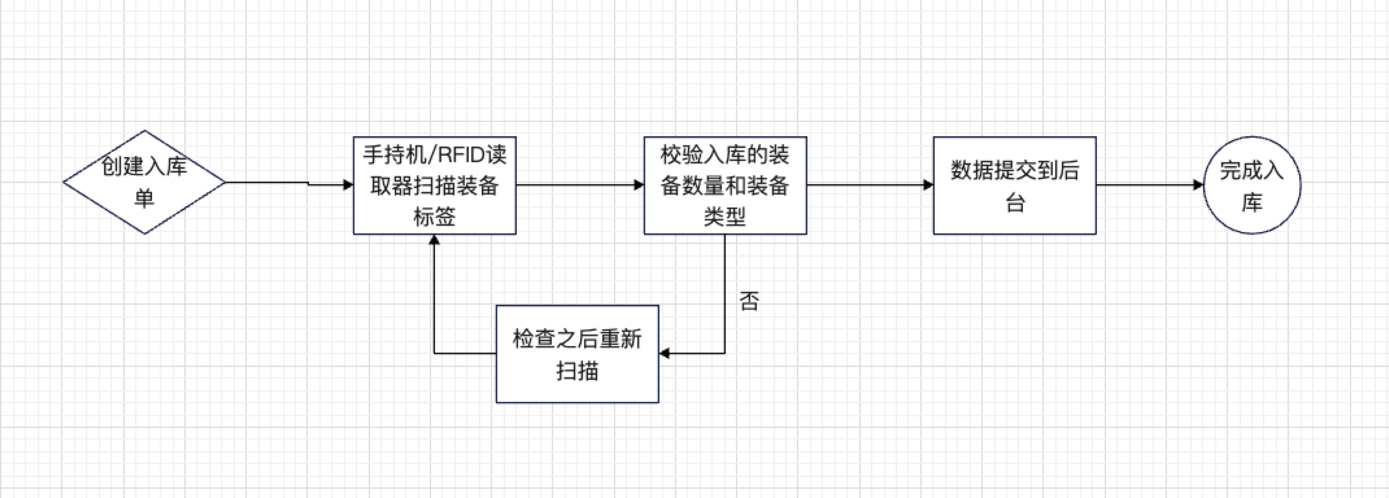 创建入库
单
手持机/RFID读
取器扫描装备
标签
校验入库的装
备数量和装备
类型
数据提交到后
台
完成入
库
否
检查之后重新
扫描